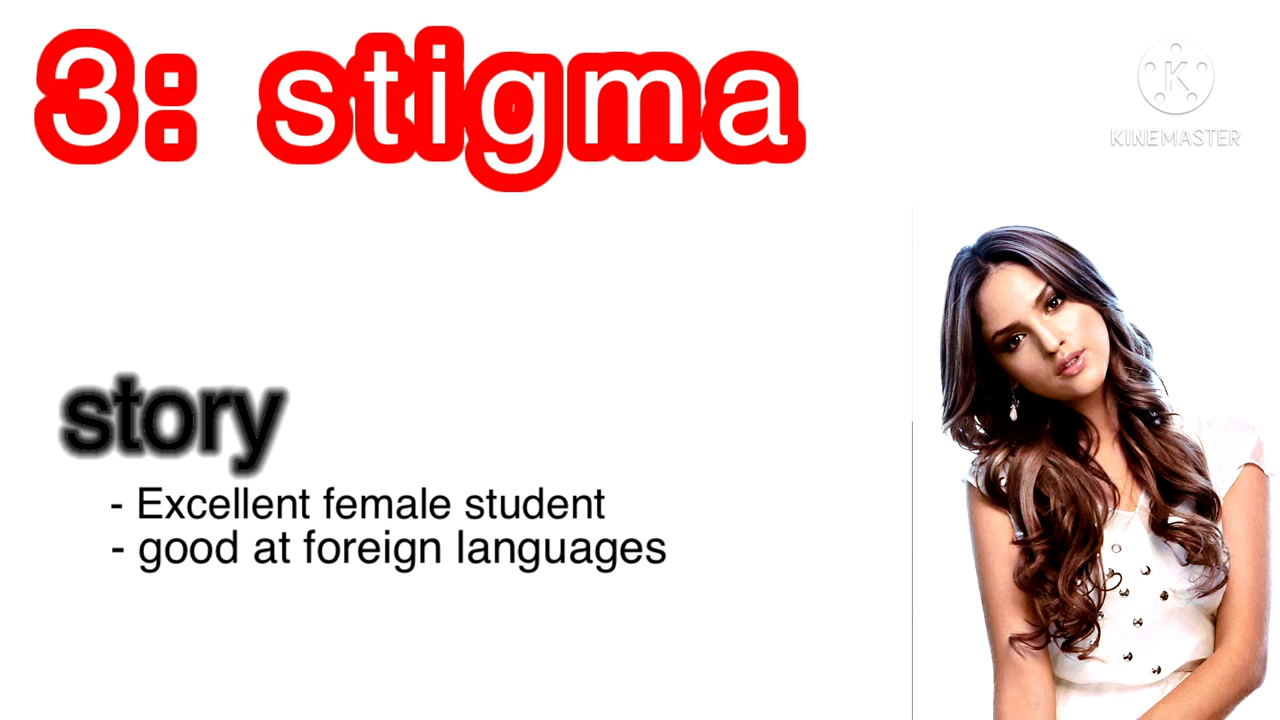 3: stigma
KINEMASTER
story
- Excellent female student
- good at foreign languages